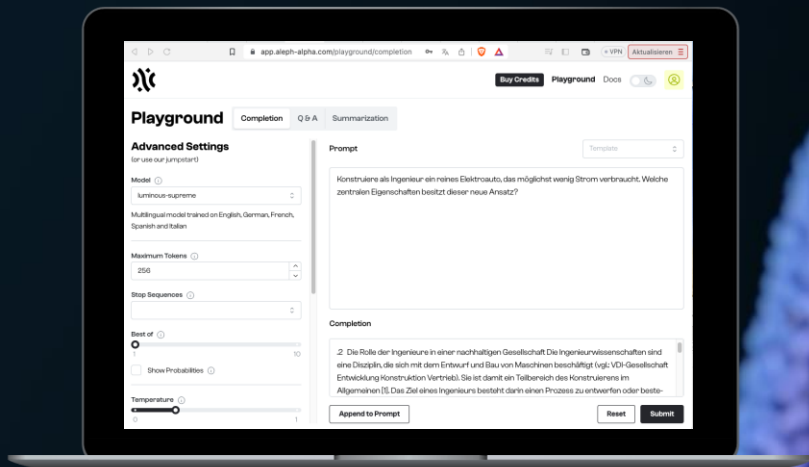 app.aleph-alpha.com/playground/completion
VPN
Aktualisieren
Buy Credits Playground Docs
Playground Completion Q & A Summarization
Advanced Settings
(or use our jumpstart)
Model
luminous-supreme
Multilingual model trained on English, German, French,
Spanish and Italian
Maximum Tokens
256
Stop Sequences
Best of
1 10
Show Probabilities
Temperature
0 1
Prompt Template
Konstruiere als Ingenieur ein reines Elektroauto, das möglichst wenig Strom verbraucht. Welche
zentralen Eigenschaften besitzt dieser neue Ansatz?
Completion
.2 Die Rolle der Ingenieure in einer nachhaltigen Gesellschaft Die Ingenieurwissenschaften sind
eine Disziplin, die sich mit dem Entwurf und Bau von Maschinen beschäftigt (vgl.: VDI-Gesellschaft
Entwicklung Konstruktion Vertrieb). Sie ist damit ein Teilbereich des Konstruierens im
Allgemeinen [1]. Das Ziel eines Ingenieurs besteht darin einen Prozess zu entwerfen oder beste-
Append to Prompt Reset Submit